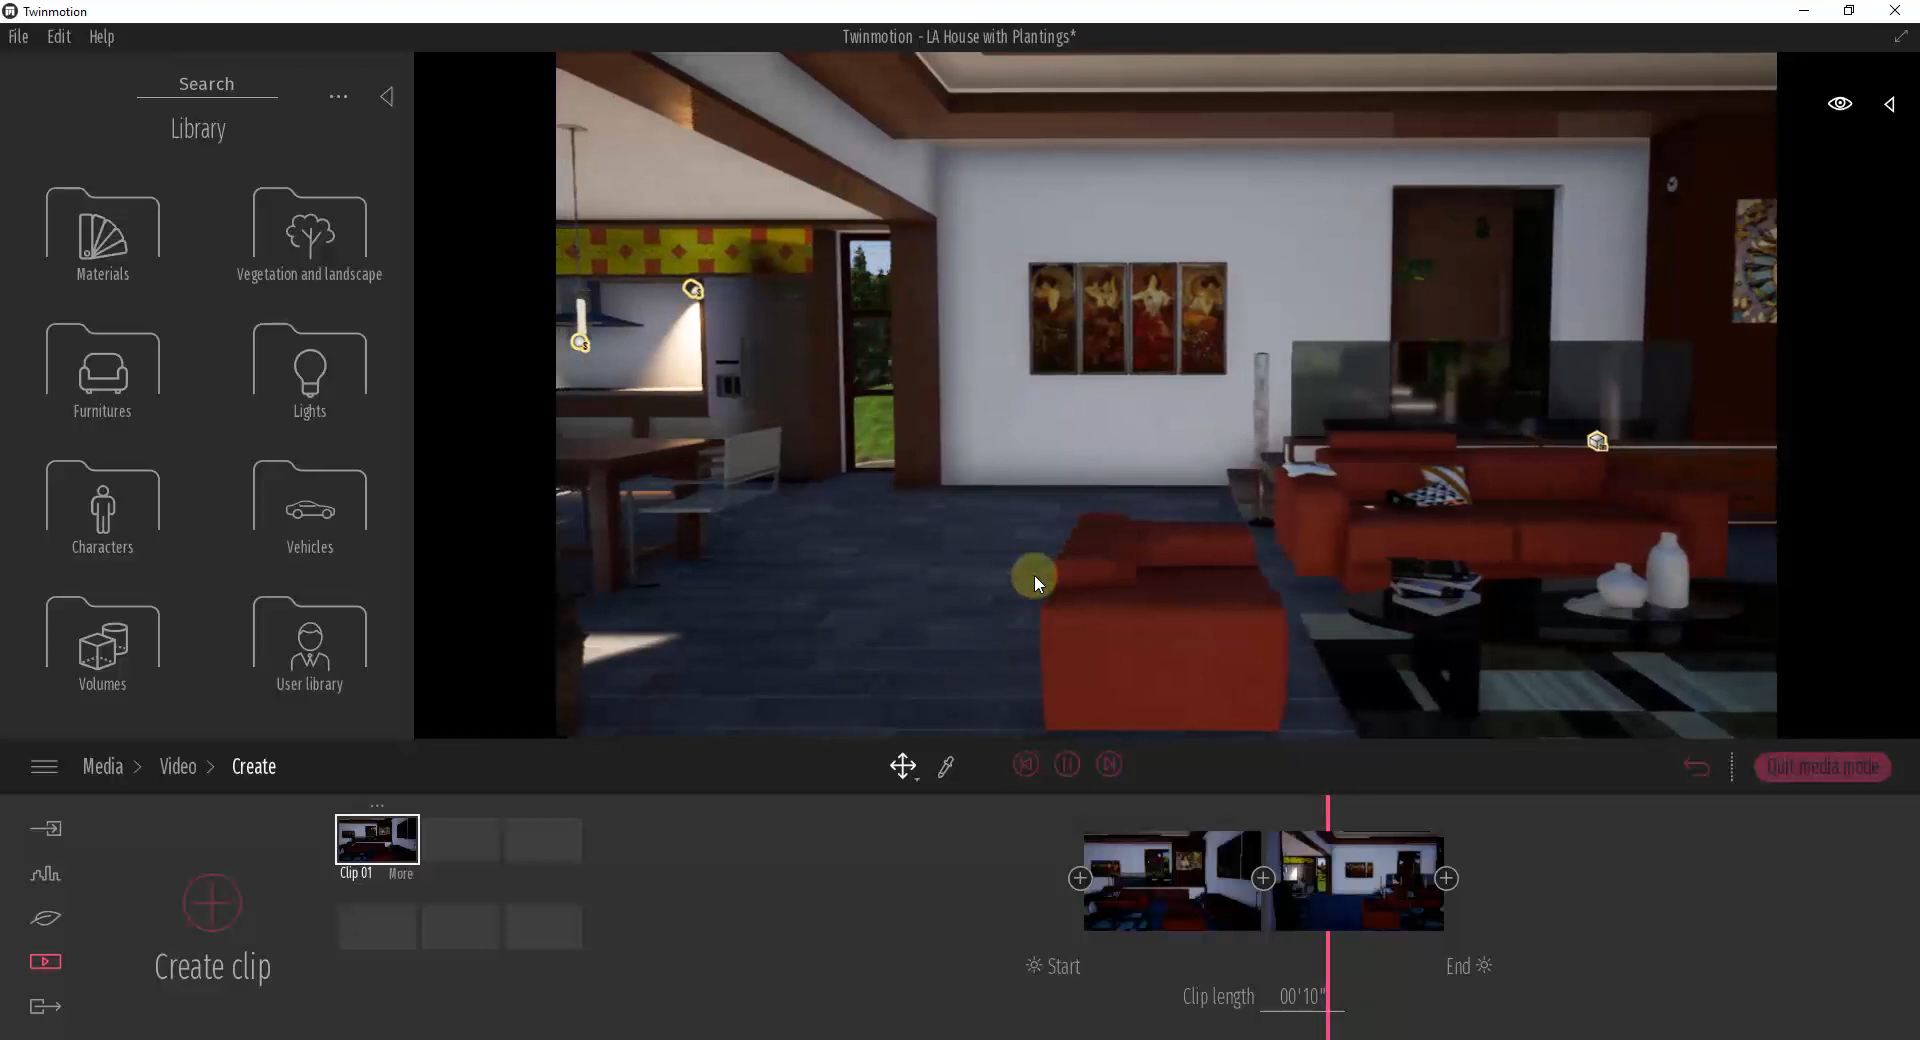 Twinmotion
File Edit Help
Twinmotion - LA House with Plantings*
Search
Library
Materials
Vegetation and landscape
Furnitures
Lights
Characters
Vehicles
Volumes
User library
Media > Video > Create
Quit media mode
Clip 01 More
Create clip
Start
End
Clip length 00'10"